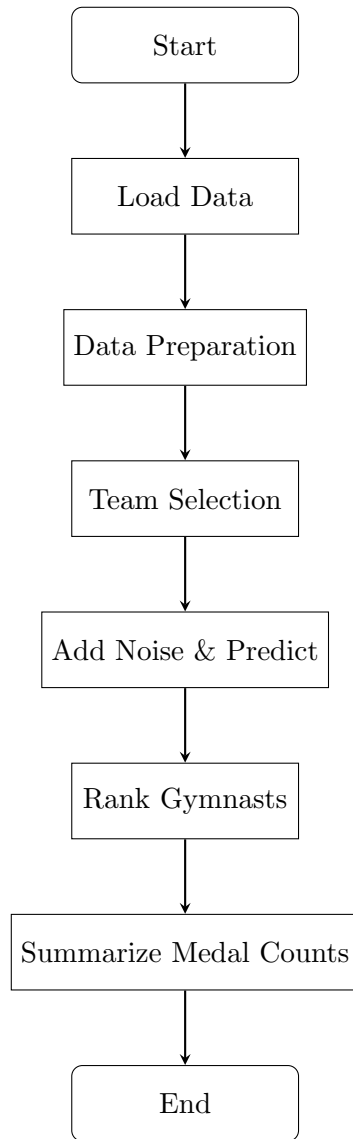 Start
Load Data
Data Preparation
Team Selection
Add Noise & Predict
Rank Gymnasts
Summarize Medal Counts
End